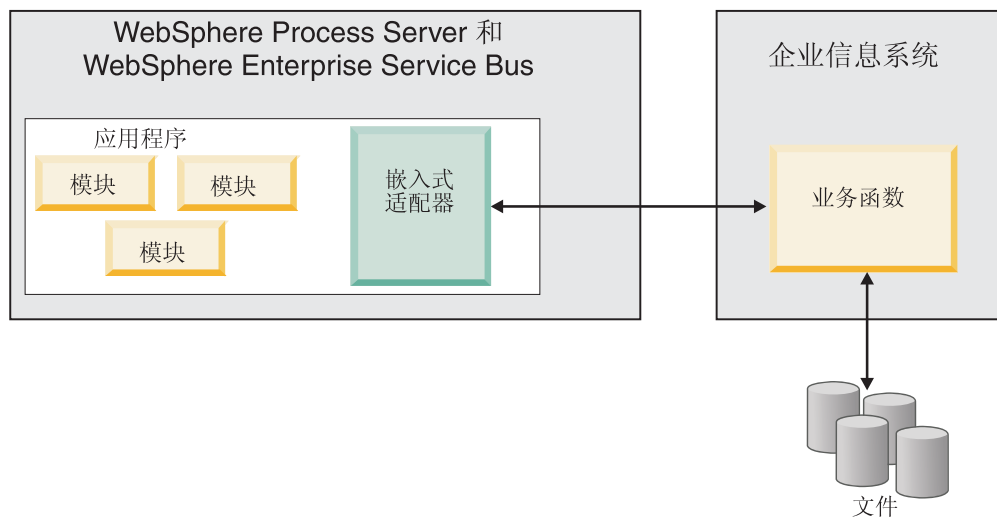 WebSphere Process Server 和
WebSphere Enterprise Service Bus
应用程序
模块
模块
模块
嵌入式
适配器
企业信息系统
业务函数
文件